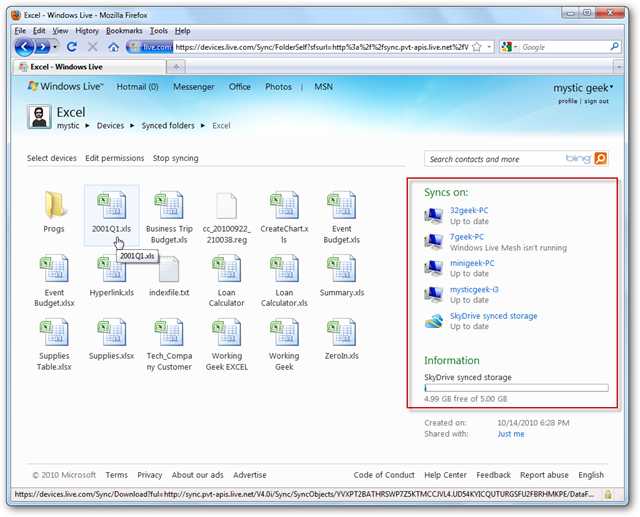 Excel - Windows Live - Mozilla Firefox
File Edit View History Bookmarks Tools Help
live.com https://devices.live.com/Sync/FolderSelf?sfsurl=http%3a%2f%2fsync.pvt-apis.live.net%2fV
Google
Excel - Windows Live
Windows Live™ Hotmail (0) Messenger Office Photos | MSN
mystic geek
profile | sign out
Excel
mystic ▶ Devices ▶ Synced folders ▶ Excel
Select devices Edit permissions Stop syncing
Search contacts and more bing
Progs
2001Q1.xls
Business Trip
Budget.xls
cc_20100922_
210038.reg
CreateChart.x
ls
Event
Budget.xls
2001Q1.xls
Event
Budget.xlsx
Hyperlink.xls
indexfile.txt
Loan
Calculator
Loan
Calculator.xls
Summary.xls
Supplies
Table.xlsx
Supplies.xlsx
Tech_Compa
ny Customer
Working
Geek EXCEL
Working
Geek
ZeroIn.xls
Syncs on:
32geek-PC
Up to date
7geek-PC
Windows Live Mesh isn't running
minigeek-PC
Up to date
mysticgeek-i3
Up to date
SkyDrive synced storage
Up to date
Information
SkyDrive synced storage
4.99 GB free of 5.00 GB
Created on: 10/14/2010 6:28 PM
Shared with: Just me
© 2010 Microsoft Terms Privacy About our ads Advertise Code of Conduct Help Center Feedback Report abuse English
https://devices.live.com/Sync/Download?ful=http://sync.pvt-apis.live.net/V4.0i/Sync/SyncObjects/YVXPT2BATHRSWP7Z5KTMCCJVL4.UD54KYICQUTURGSFU2FBRHMKPE/DataF...